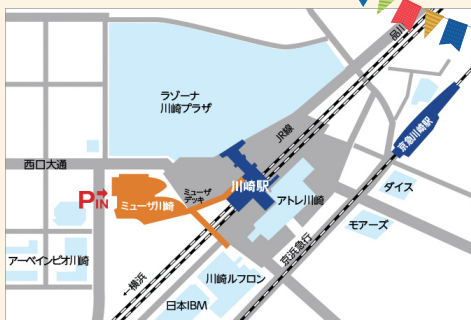 品川
ラゾーナ
川崎プラザ
JR線
京急川崎駅
西口大通
ミューザ
デッキ
川崎駅
P IN
ミューザ川崎
アトレ川崎
ダイス
モアーズ
京浜急行
アーベインビオ川崎
←横浜
川崎ルフロン
日本IBM